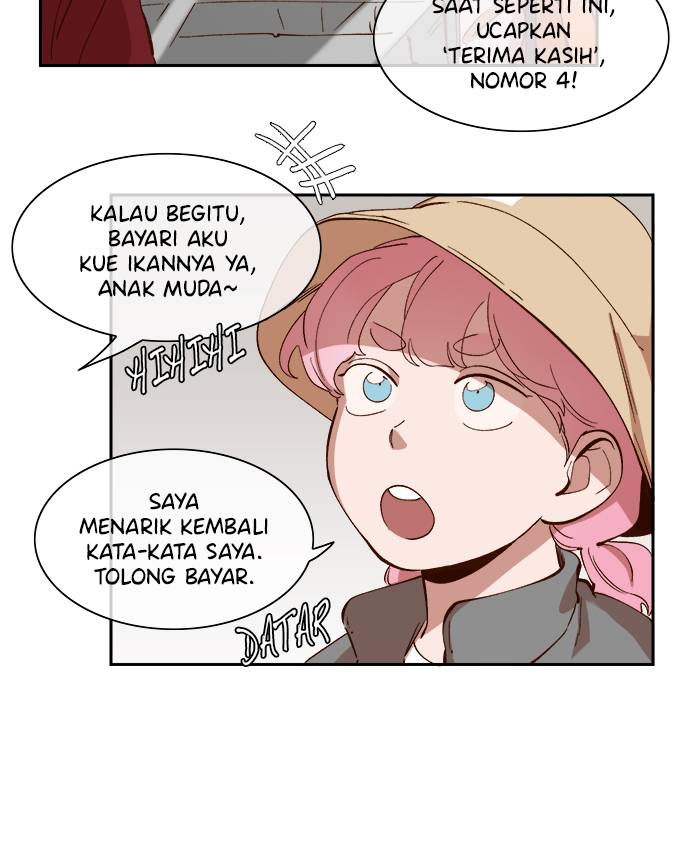 SAAT SEPERTI INI,
UCAPKAN
‘TERIMA KASIH’,
NOMOR 4!
KALAU BEGITU,
BAYARI AKU
KUE IKANNYA YA,
ANAK MUDA~
HIHIHI
SAYA
MENARIK KEMBALI
KATA-KATA SAYA.
TOLONG BAYAR.
DATAR